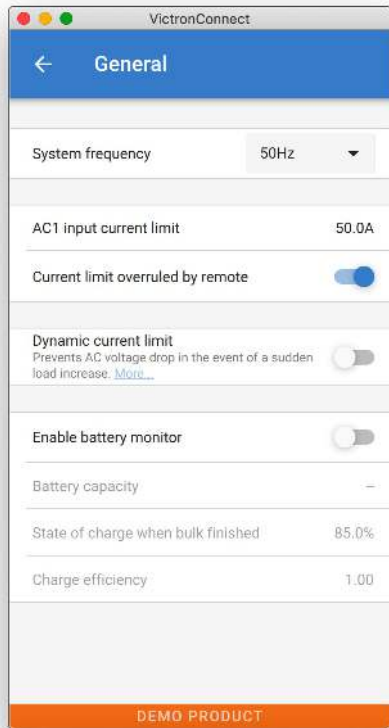 VictronConnect
General
System frequency 50Hz
AC1 input current limit 50.0A
Current limit overruled by remote
Dynamic current limit
Prevents AC voltage drop in the event of a sudden
load increase. More...
Enable battery monitor
Battery capacity –
State of charge when bulk finished 85.0%
Charge efficiency 1.00
DEMO PRODUCT